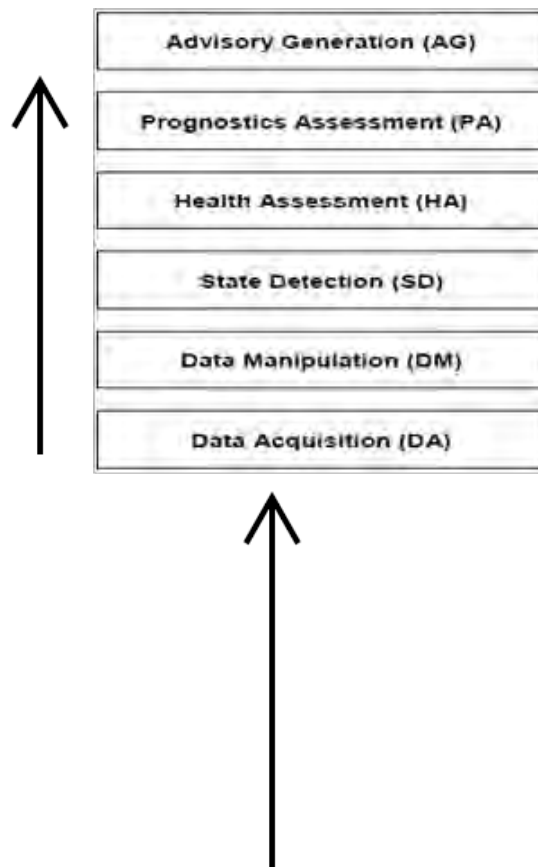 Advisory Generation (AG)
Prognostics Assessment (PA)
Health Assessment (HA)
State Detection (SD)
Data Manipulation (DM)
Data Acquisition (DA)